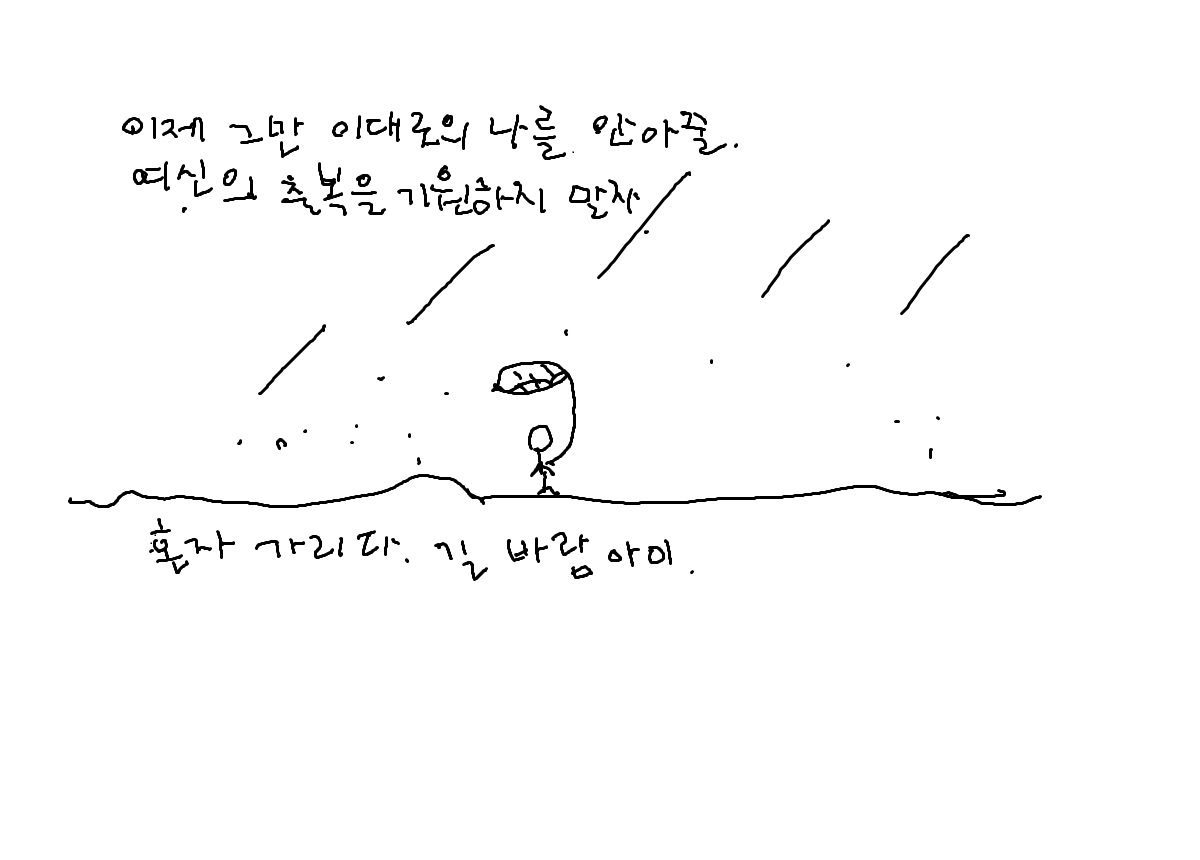 이제 그만 이대로의 나를 안아줄.
여신의 축복을 기원하지 말자
혼자 가리다. 길 바람 아이.